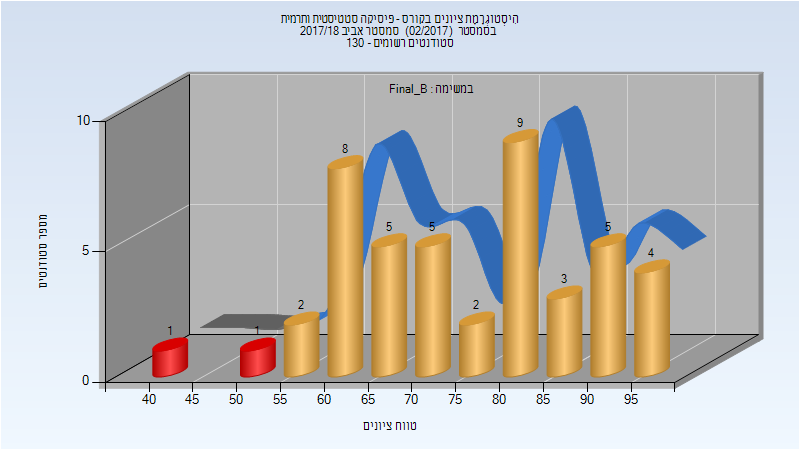 היסטוגרמת ציונים בקורס - פיסיקה סטטיסטית ותרמית
בסמסטר (02/2017) סמסטר אביב 2017/18
סטודנטים רשומים - 130
במשימה : Final_B
10
5
0
מספר סטודנטים
1
1
2
8
5
5
2
9
3
5
4
40 45 50 55 60 65 70 75 80 85 90 95
טווח ציונים